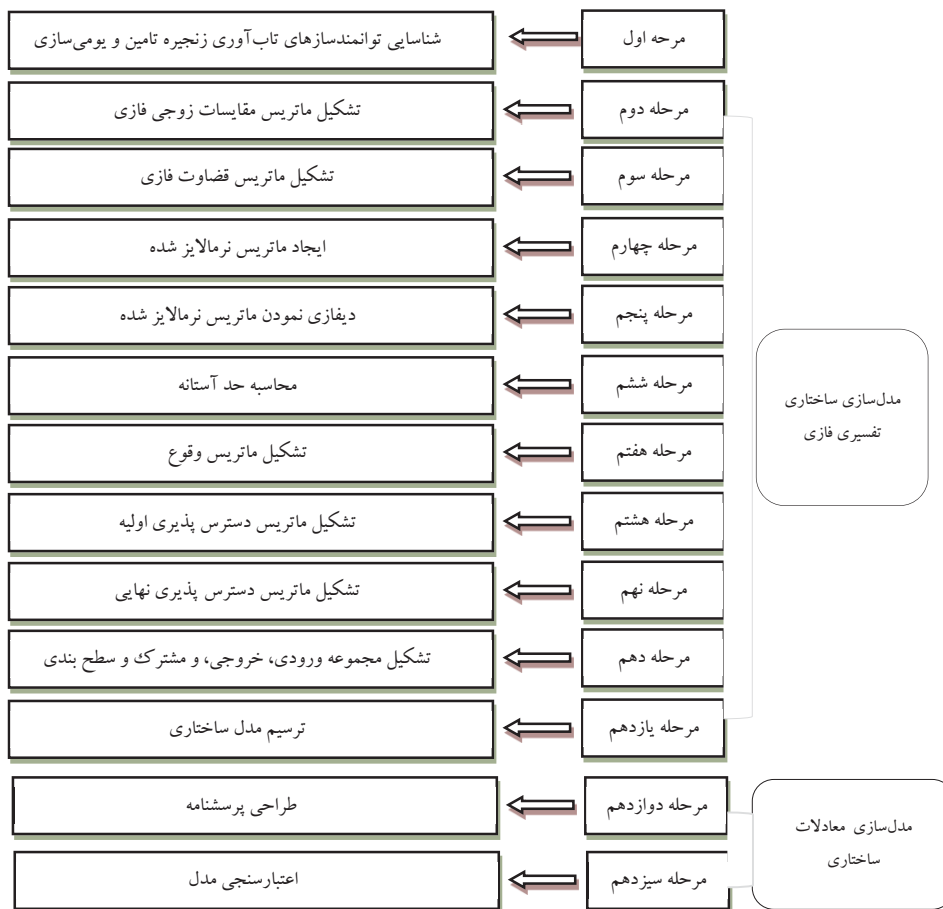 مرحه اول
شناسایی توانمندسازهای تاب‌آوری زنجیره تامین و یومی‌سازی
مرحله دوم
تشکیل ماتریس مقایسات زوجی فازی
مرحله سوم
تشکیل ماتریس قضاوت فازی
مرحله چهارم
ایجاد ماتریس نرمالایز شده
مرحله پنجم
دیفازی نمودن ماتریس نرمالایز شده
مرحله ششم
محاسبه حد آستانه
مرحله هفتم
تشکیل ماتریس وقوع
مرحله هشتم
تشکیل ماتریس دسترس پذیری اولیه
مرحله نهم
تشکیل ماتریس دسترس پذیری نهایی
مرحله دهم
تشکیل مجموعه ورودی، خروجی، و مشترک و سطح بندی
مرحله یازدهم
ترسیم مدل ساختاری
مدل‌سازی ساختاری
تفسیری فازی
مرحله دوازدهم
طراحی پرسشنامه
مرحله سیزدهم
اعتبارسنجی مدل
مدل‌سازی معادلات
ساختاری